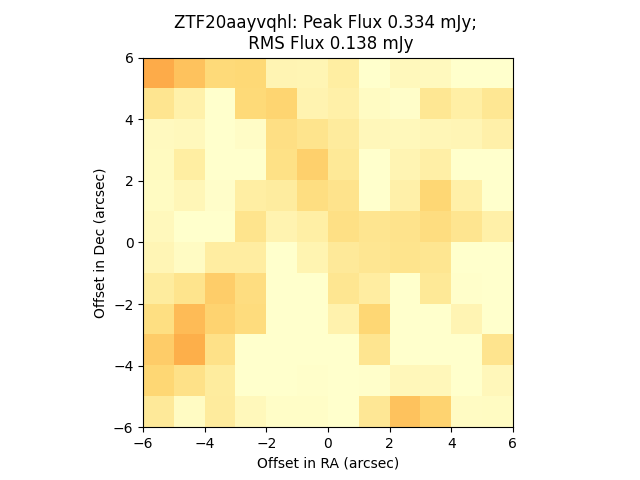 ZTF20aayvqhl: Peak Flux 0.334 mJy;
RMS Flux 0.138 mJy
6
4
2
0
−2
−4
−6
Offset in Dec (arcsec)
−6 −4 −2 0 2 4 6
Offset in RA (arcsec)